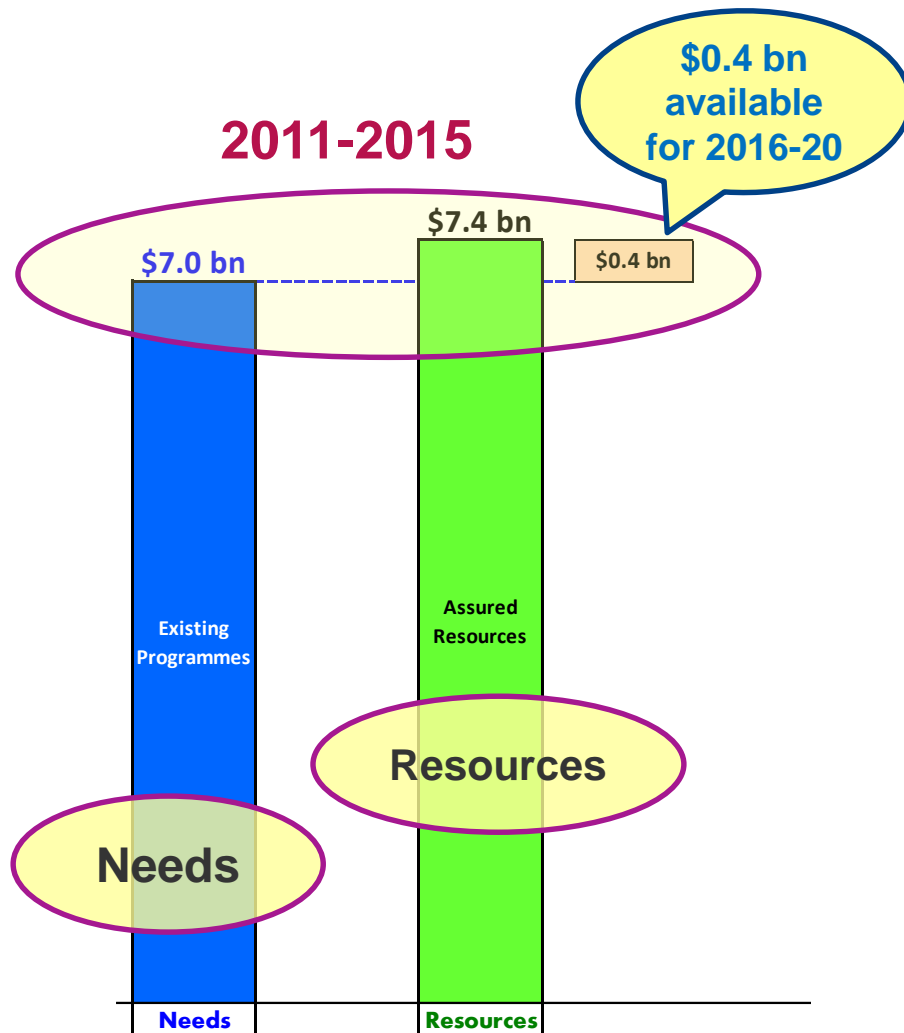 $0.4 bn
available
for 2016-20
2011-2015
$7.4 bn
$7.0 bn
$0.4 bn
Existing
Programmes
Assured
Resources
Resources
Needs
Needs
Resources